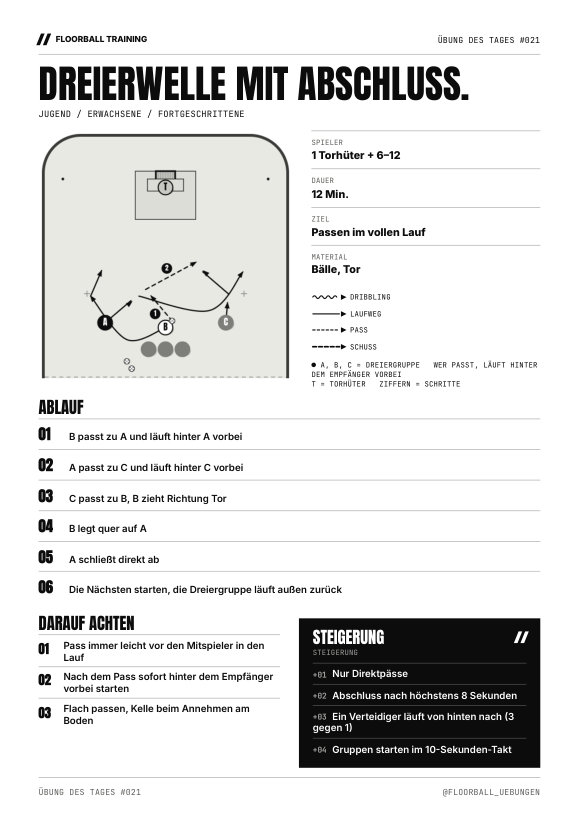 FLOORBALL TRAINING
ÜBUNG DES TAGES #021
DREIERWELLE MIT ABSCHLUSS.
JUGEND / ERWACHSENE / FORTGESCHRITTENE
T
2
1
A
B
C
SPIELER
1 Torhüter + 6–12
DAUER
12 Min.
ZIEL
Passen im vollen Lauf
MATERIAL
Bälle, Tor
DRIBBLING
LAUFWEG
PASS
SCHUSS
A, B, C = DREIERGRUPPE WER PASST, LÄUFT HINTER
DEM EMPFÄNGER VORBEI
T = TORHÜTER ZIFFERN = SCHRITTE
ABLAUF
01 B passt zu A und läuft hinter A vorbei
02 A passt zu C und läuft hinter C vorbei
03 C passt zu B, B zieht Richtung Tor
04 B legt quer auf A
05 A schließt direkt ab
06 Die Nächsten starten, die Dreiergruppe läuft außen zurück
DARAUF ACHTEN
01 Pass immer leicht vor den Mitspieler in den
Lauf
02 Nach dem Pass sofort hinter dem Empfänger
vorbei starten
03 Flach passen, Kelle beim Annehmen am
Boden
STEIGERUNG
STEIGERUNG
+01 Nur Direktpässe
+02 Abschluss nach höchstens 8 Sekunden
+03 Ein Verteidiger läuft von hinten nach (3
gegen 1)
+04 Gruppen starten im 10-Sekunden-Takt
ÜBUNG DES TAGES #021
@FLOORBALL_UEBUNGEN